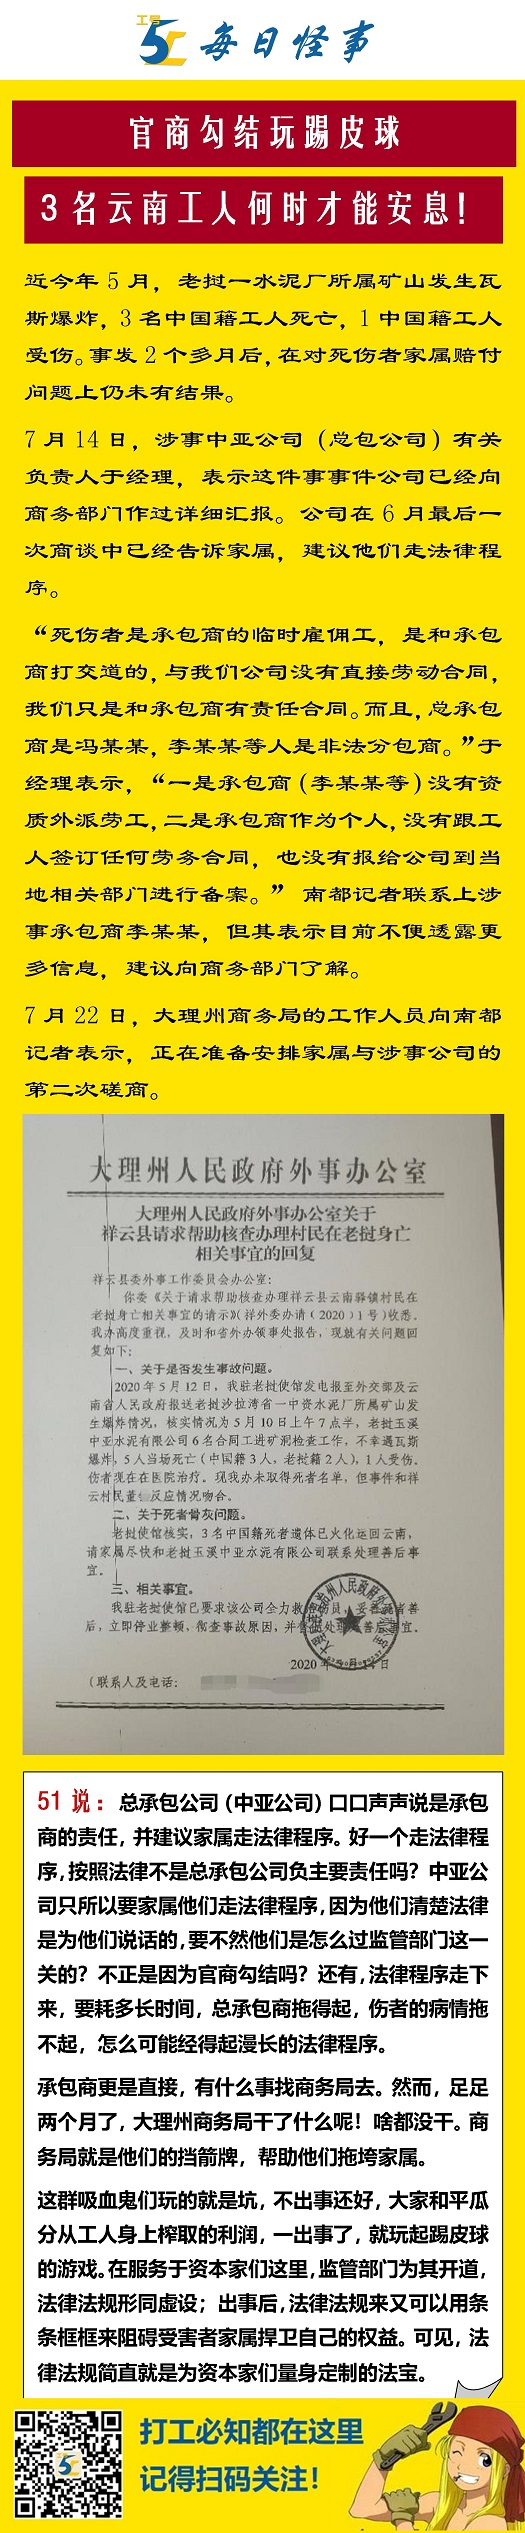 工号
51
每日怪事
官商勾结玩踢皮球
3名云南工人何时才能安息！
近今年 5 月，老挝一水泥厂所属矿山发生瓦
斯爆炸，3 名中国籍工人死亡，1 中国籍工人
受伤。事发 2 个多月后，在对死伤者家属赔付
问题上仍未有结果。
7 月 14 日，涉事中亚公司（总包公司）有关
负责人于经理，表示这件事事件公司已经向
商务部门作过详细汇报。公司在 6 月最后一
次商谈中已经告诉家属，建议他们走法律程
序。
“死伤者是承包商的临时雇佣工，是和承包
商打交道的，与我们公司没有直接劳动合同，
我们只是和承包商有责任合同。而且，总承包
商是冯某某，李某某等人是非法分包商。”于
经理表示，“一是承包商（李某某等）没有资
质外派劳工，二是承包商作为个人，没有跟工
人签订任何劳务合同，也没有报给公司到当
地相关部门进行备案。” 南都记者联系上涉
事承包商李某某，但其表示目前不便透露更
多信息，建议向商务部门了解。
7 月 22 日，大理州商务局的工作人员向南都
记者表示，正在准备安排家属与涉事公司的
第二次磋商。
大理州人民政府外事办公室
大理州人民政府外事办公室关于
祥云县请求帮助核查办理村民在老挝身亡
相关事宜的回复
祥云县委外事工作委员会办公室：
你委《关于请求帮助核查办理祥云县云南驿镇村民在
老挝身亡相关事宜的请示》（祥外委办请（2020）1号）收悉。
我办高度重视，及时和省外办领事处报告，现就有关问题回
复如下：
一、关于是否发生事故问题。
2020 年 5 月 12 日，我驻老挝使馆发电报至外交部及云
南省人民政府报送老挝沙拉湾省一中资水泥厂所属矿山发
生爆炸情况，核实情况为 5 月 10 日上午 7 点半，老挝玉溪
中亚水泥有限公司 6 名合同工进矿洞检查工作，不幸遇瓦斯
爆炸，5 人当场死亡（中国籍 3 人，老挝籍 2 人），1 人受伤。
伤者现在在医院治疗。现我办未取得死者名单，但事件和祥
云村民董 反应情况吻合。
二、关于死者骨灰问题。
老挝使馆核实，3 名中国籍死者遗体已火化运回云南，
请家属尽快和老挝玉溪中亚水泥有限公司联系处理善后事
宜。
三、相关事宜。
我驻老挝使馆已要求该公司全力救 员，妥善 善
后，立即停业整顿，彻查事故原因，并 处理 善后 宜。
2020 年 月 日
（联系人及电话：
51 说：总承包公司（中亚公司）口口声声说是承包
商的责任，并建议家属走法律程序。好一个走法律程
序，按照法律不是总承包公司负主要责任吗？中亚公
司只所以要家属他们走法律程序，因为他们清楚法律
是为他们说话的，要不然他们是怎么过监管部门这一
关的？不正是因为官商勾结吗？还有，法律程序走下
来，要耗多长时间，总承包商拖得起，伤者的病情拖
不起，怎么可能经得起漫长的法律程序。
承包商更是直接，有什么事找商务局去。然而，足足
两个月了，大理州商务局干了什么呢！啥都没干。商
务局就是他们的挡箭牌，帮助他们拖垮家属。
这群吸血鬼们玩的就是坑，不出事还好，大家和平瓜
分从工人身上榨取的利润，一出事了，就玩起踢皮球
的游戏。在服务于资本家们这里，监管部门为其开道，
法律法规形同虚设；出事后，法律法规来又可以用条
条框框来阻碍受害者家属捍卫自己的权益。可见，法
律法规简直就是为资本家们量身定制的法宝。
打工必知都在这里
记得扫码关注！